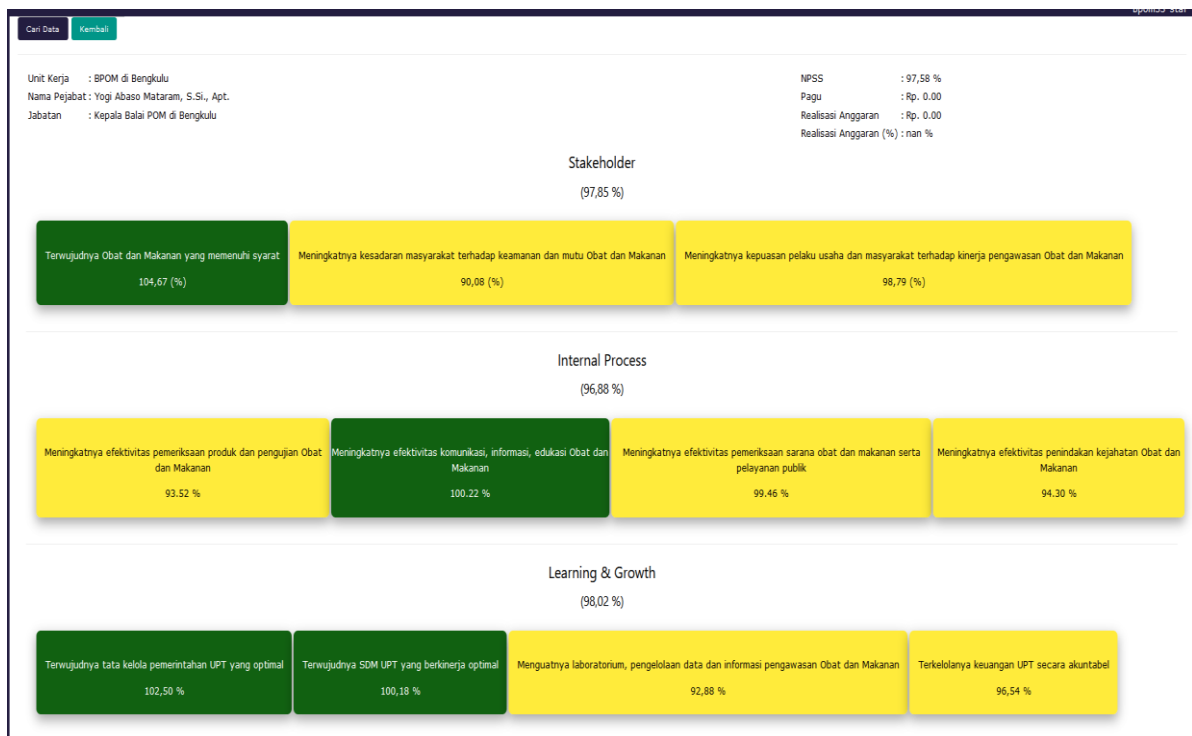 Cari Data Kembali
Unit Kerja : BPOM di Bengkulu
Nama Pejabat : Yogi Abaso Mataram, S.Si., Apt.
Jabatan : Kepala Balai POM di Bengkulu
NPSS : 97,58 %
Pagu : Rp. 0.00
Realisasi Anggaran : Rp. 0.00
Realisasi Anggaran (%) : nan %
Stakeholder
(97,85 %)
Terwujudnya Obat dan Makanan yang memenuhi syarat
104,67 (%)
Meningkatnya kesadaran masyarakat terhadap keamanan dan mutu Obat dan Makanan
90,08 (%)
Meningkatnya kepuasan pelaku usaha dan masyarakat terhadap kinerja pengawasan Obat dan Makanan
98,79 (%)
Internal Process
(96,88 %)
Meningkatnya efektivitas pemeriksaan produk dan pengujian Obat
dan Makanan
93.52 %
Meningkatnya efektivitas komunikasi, informasi, edukasi Obat dan
Makanan
100.22 %
Meningkatnya efektivitas pemeriksaan sarana obat dan makanan serta
pelayanan publik
99.46 %
Meningkatnya efektivitas penindakan kejahatan Obat dan
Makanan
94.30 %
Learning & Growth
(98,02 %)
Terwujudnya tata kelola pemerintahan UPT yang optimal
102,50 %
Terwujudnya SDM UPT yang berkinerja optimal
100,18 %
Menguatnya laboratorium, pengelolaan data dan informasi pengawasan Obat dan Makanan
92,88 %
Terkelolanya keuangan UPT secara akuntabel
96,54 %